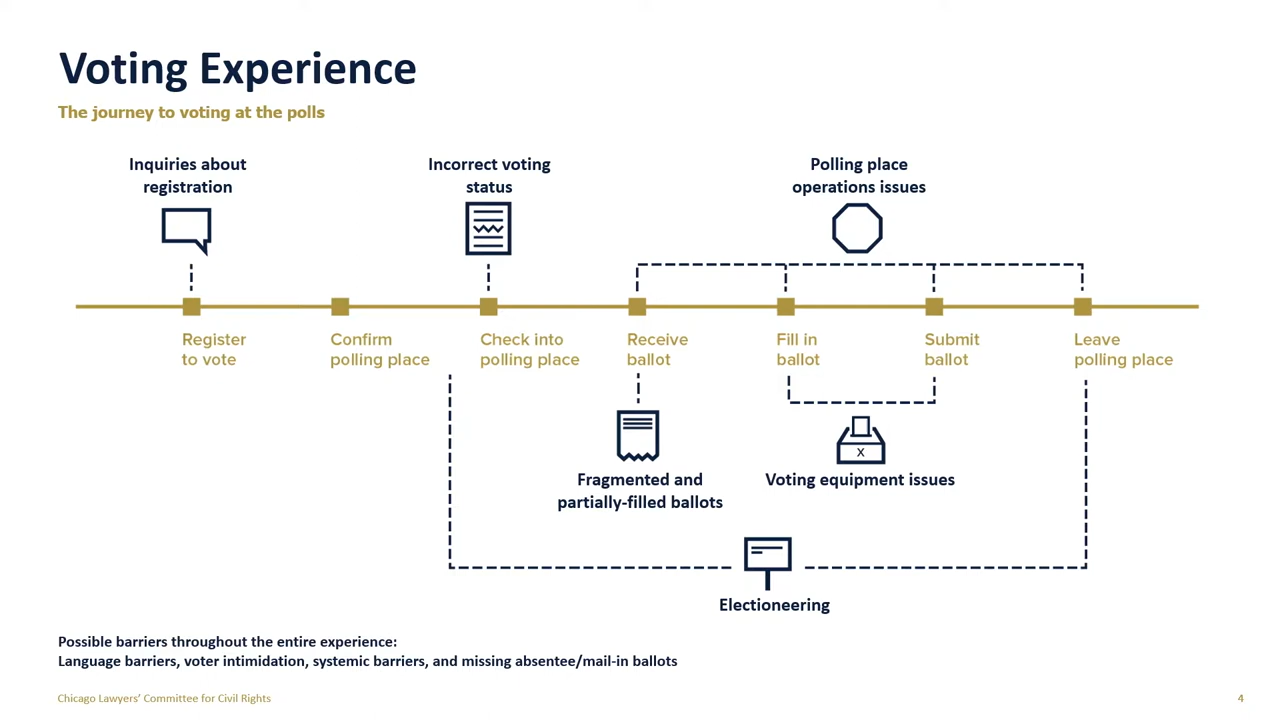 Voting Experience
The journey to voting at the polls
Inquiries about
registration
Incorrect voting
status
Polling place
operations issues
Register
to vote
Confirm
polling place
Check into
polling place
Receive
ballot
Fill in
ballot
Submit
ballot
Leave
polling place
X
Fragmented and
partially-filled ballots
Voting equipment issues
Electioneering
Possible barriers throughout the entire experience:
Language barriers, voter intimidation, systemic barriers, and missing absentee/mail-in ballots
Chicago Lawyers’ Committee for Civil Rights
4